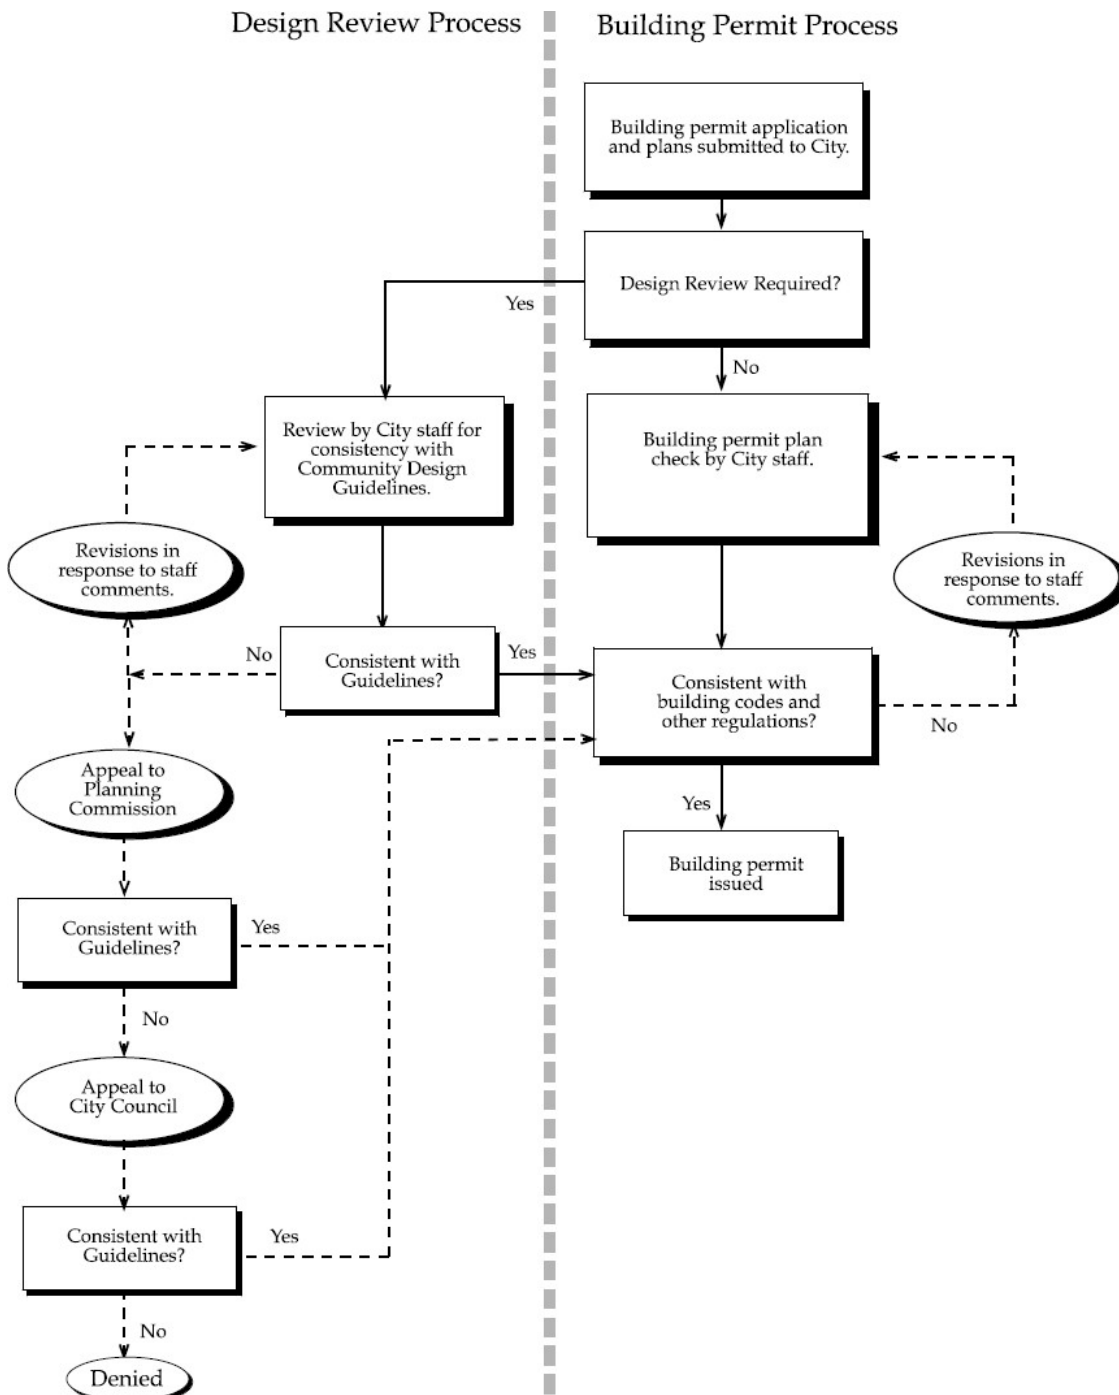 Design Review Process
Building Permit Process
Building permit application
and plans submitted to City.
Design Review Required?
Yes
No
Review by City staff for
consistency with
Community Design
Guidelines.
Building permit plan
check by City staff.
Revisions in
response to staff
comments.
Revisions in
response to staff
comments.
No
Consistent with
Guidelines?
Yes
Consistent with
building codes and
other regulations?
No
Appeal to
Planning
Commission
Yes
Building permit
issued
Consistent with
Guidelines?
Yes
No
Appeal to
City Council
Consistent with
Guidelines?
Yes
No
Denied